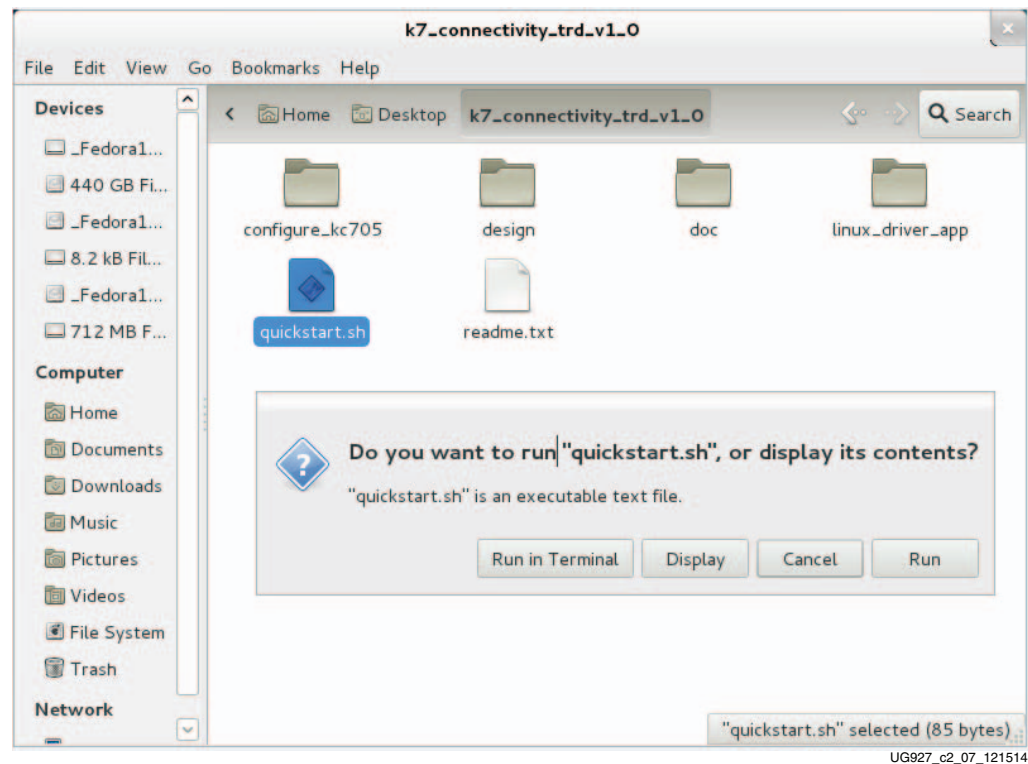 k7_connectivity_trd_v1_0
File Edit View Go Bookmarks Help
Devices
_Fedora1...
440 GB Fi...
_Fedora1...
8.2 kB Fil...
_Fedora1...
712 MB F...
Computer
Home
Documents
Downloads
Music
Pictures
Videos
File System
Trash
Network
Home Desktop k7_connectivity_trd_v1_0 Search
configure_kc705 design doc linux_driver_app
quickstart.sh readme.txt
Do you want to run "quickstart.sh", or display its contents?
"quickstart.sh" is an executable text file.
Run in Terminal Display Cancel Run
"quickstart.sh" selected (85 bytes)
UG927_c2_07_121514